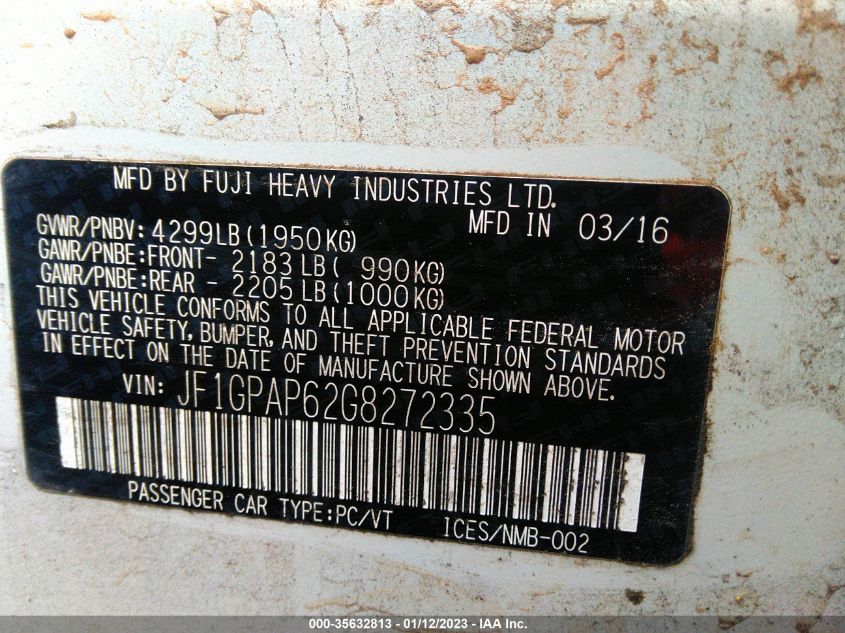 MFD BY FUJI HEAVY INDUSTRIES LTD.
MFD IN 03/16
GVWR/PNBV: 4299LB(1950KG)
GAWR/PNBE:FRONT- 2183LB( 990KG)
GAWR/PNBE:REAR - 2205LB(1000KG)
THIS VEHICLE CONFORMS TO ALL APPLICABLE FEDERAL MOTOR
VEHICLE SAFETY, BUMPER, AND THEFT PREVENTION STANDARDS
IN EFFECT ON THE DATE OF MANUFACTURE SHOWN ABOVE.
VIN: JF1GPAP62G8272335
PASSENGER CAR TYPE:PC/VT ICES/NMB-002
000-35632813 - 01/12/2023 - IAA Inc.